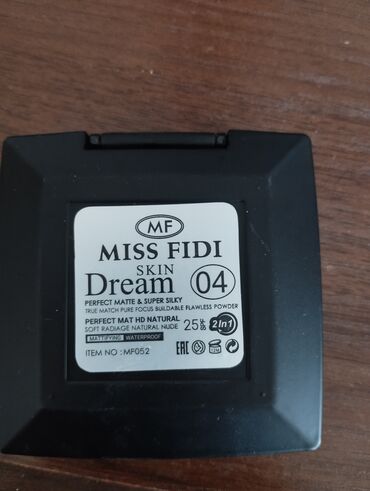 MF
MISS FIDI
SKIN
Dream 04
PERFECT MATTE & SUPER SILKY
TRUE MATCH PURE FOCUS BUILDABLE FLAWLESS POWDER
PERFECT MAT HD NATURAL
SOFT RADIAGE NATURAL NUDE
25 2in1
MATTIFYING WATERPROOF
ITEM NO : MF052
EAC